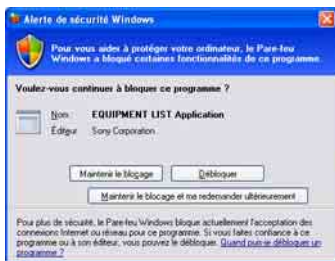 Alerte de sécurité Windows
Pour vous aider à protéger votre ordinateur, le Pare-feu
Windows a bloqué certaines fonctionnalités de ce programme.
Voulez-vous continuer à bloquer ce programme ?
Nom : EQUIPMENT LIST Application
Éditeur Sony Corporation
Maintenir le blocage
Débloquer
Maintenir le blocage et me redemander ultérieurement
Pour plus de sécurité, le Pare-feu Windows bloque actuellement l'acceptation des
connexions Internet ou réseau pour ce programme. Si vous faites confiance à ce
programme ou à son éditeur, vous pouvez le débloquer. Quand puis-je débloquer un
programme ?